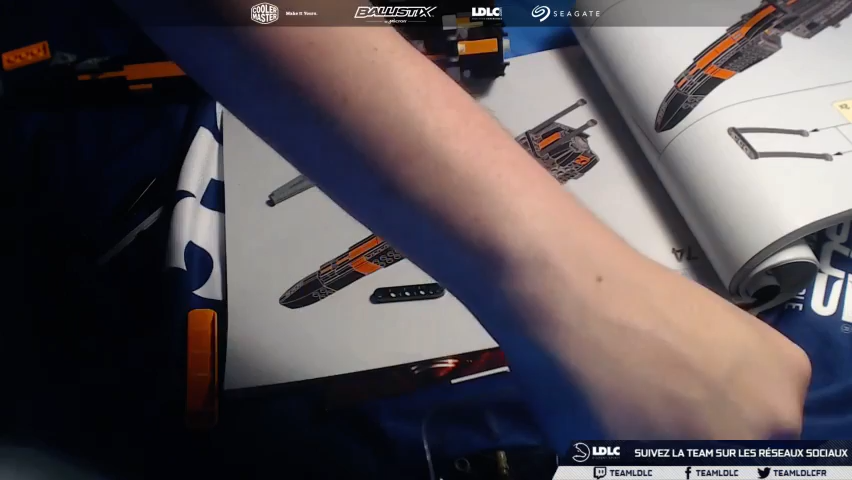 COOLER MASTER Make It Yours. BALLISTIX LDLC SEAGATE
74
LDLC SUIVEZ LA TEAM SUR LES RÉSEAUX SOCIAUX
TEAMLDLC TEAMLDLC TEAMLDLCFR